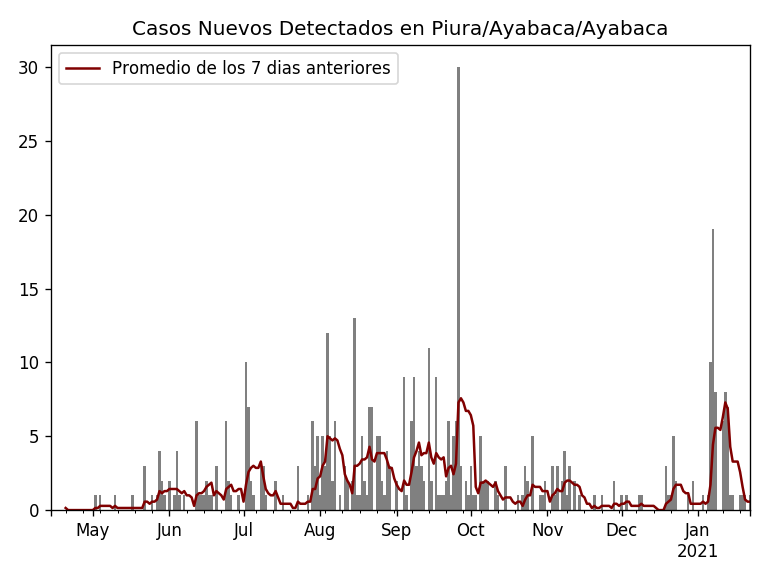 Casos Nuevos Detectados en Piura/Ayabaca/Ayabaca
Promedio de los 7 dias anteriores
30
25
20
15
10
5
0
May Jun Jul Aug Sep Oct Nov Dec Jan
2021